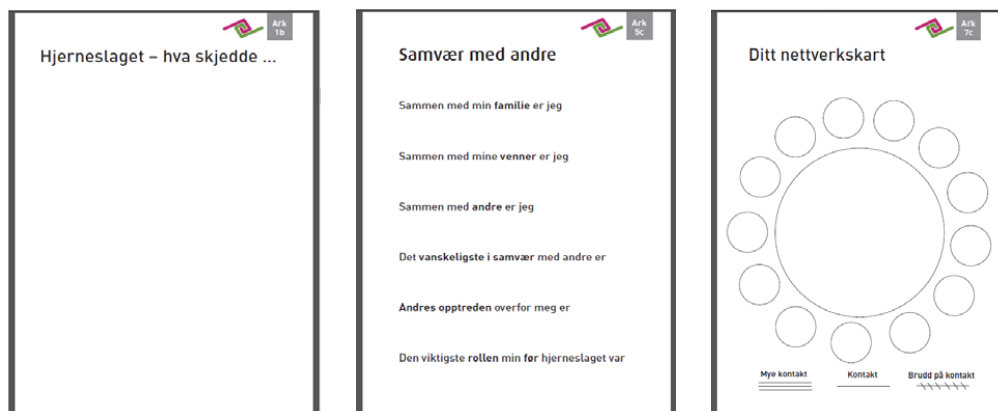 Ark
1b
Hjerneslaget – hva skjedde ...
Ark
5c
Samvær med andre
Sammen med min familie er jeg
Sammen med mine venner er jeg
Sammen med andre er jeg
Det vanskeligste i samvær med andre er
Andres opptreden overfor meg er
Den viktigste rollen min før hjerneslaget var
Ark
7c
Ditt nettverkskart
Mye kontakt
Kontakt
Brudd på kontakt